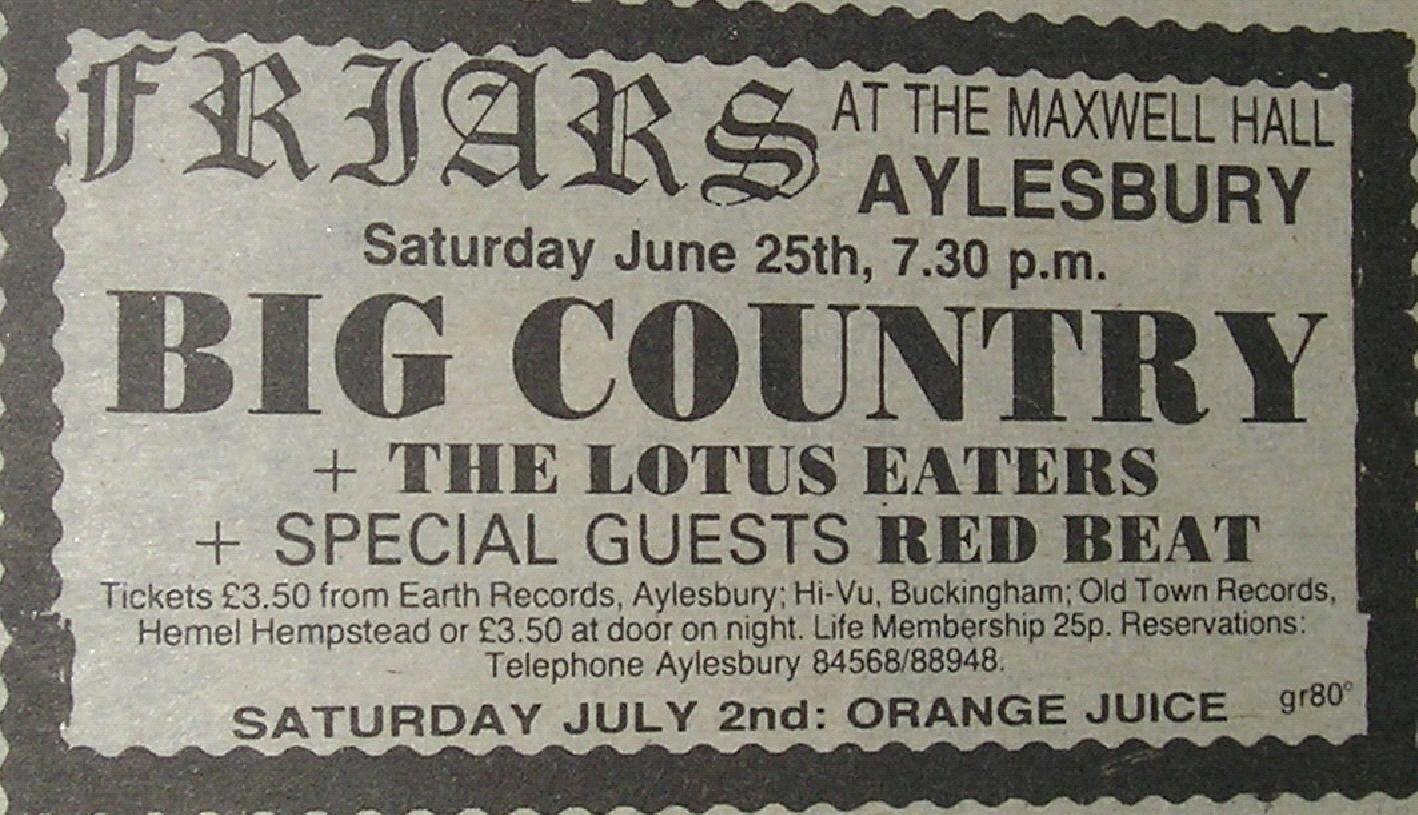 FRIARS AT THE MAXWELL HALL
AYLESBURY
Saturday June 25th, 7.30 p.m.
BIG COUNTRY
+ THE LOTUS EATERS
+ SPECIAL GUESTS RED BEAT
Tickets £3.50 from Earth Records, Aylesbury; Hi-Vu, Buckingham; Old Town Records,
Hemel Hempstead or £3.50 at door on night. Life Membership 25p. Reservations:
Telephone Aylesbury 84568/88948.
SATURDAY JULY 2nd: ORANGE JUICE gr80°